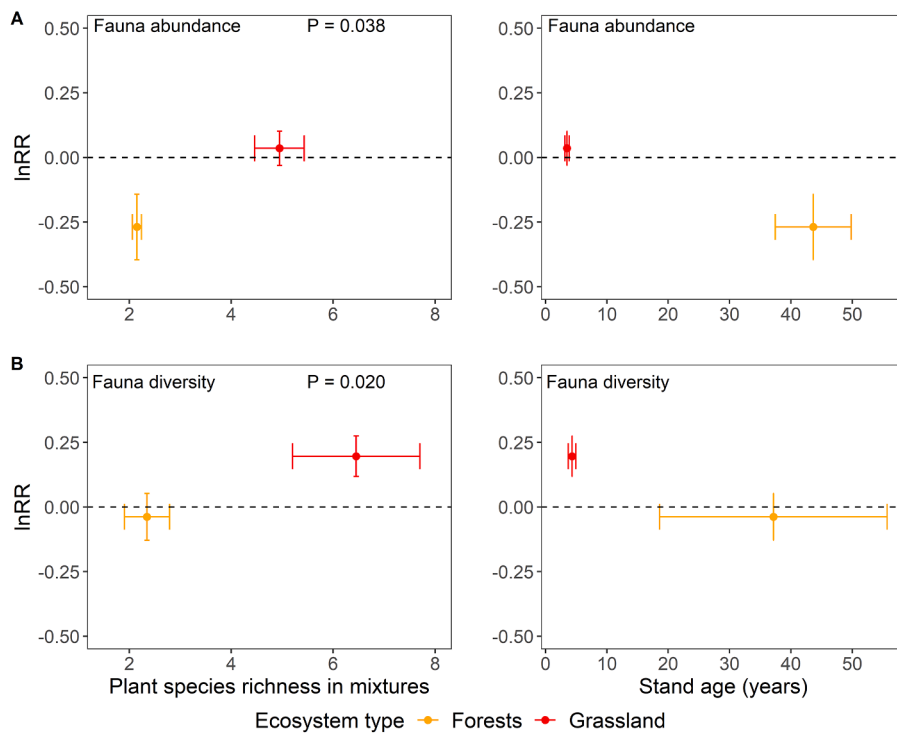 A
Fauna abundance P = 0.038
Fauna abundance
lnRR
0.50
0.25
0.00
-0.25
-0.50
2 4 6 8
0.50
0.25
0.00
-0.25
-0.50
0 10 20 30 40 50
B
Fauna diversity P = 0.020
Fauna diversity
lnRR
0.50
0.25
0.00
-0.25
-0.50
2 4 6 8
Plant species richness in mixtures
0.50
0.25
0.00
-0.25
-0.50
0 10 20 30 40 50
Stand age (years)
Ecosystem type Forests Grassland